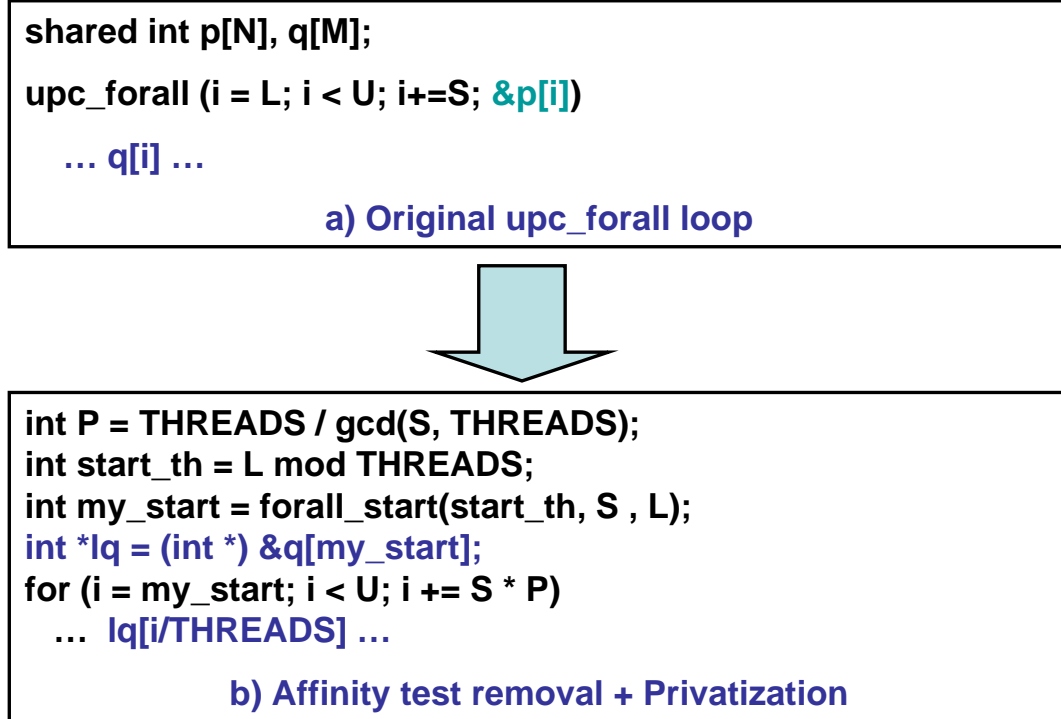 shared int p[N], q[M];
upc_forall (i = L; i < U; i+=S; &p[i])
… q[i] …
a) Original upc_forall loop
int P = THREADS / gcd(S, THREADS);
int start_th = L mod THREADS;
int my_start = forall_start(start_th, S , L);
int *lq = (int *) &q[my_start];
for (i = my_start; i < U; i += S * P)
… lq[i/THREADS] …
b) Affinity test removal + Privatization